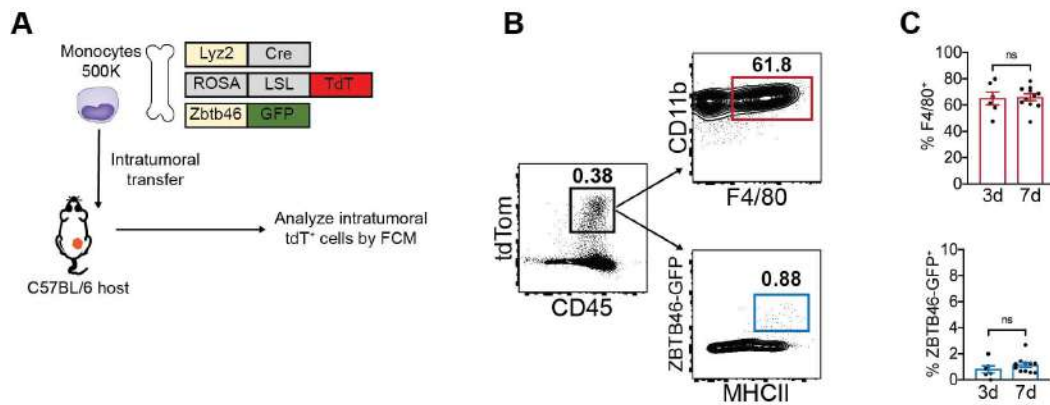 A
Monocytes
500K
Lyz2 Cre
ROSA LSL TdT
Zbtb46 GFP
Intratumoral
transfer
C57BL/6 host
Analyze intratumoral
tdT⁺ cells by FCM
B
0.38
tdTom
CD45
61.8
CD11b
F4/80
0.88
ZBTB46-GFP
MHCII
C
ns
% F4/80⁺
100
80
60
40
20
0
3d 7d
ns
% ZBTB46-GFP⁺
10
8
6
4
2
0
3d 7d